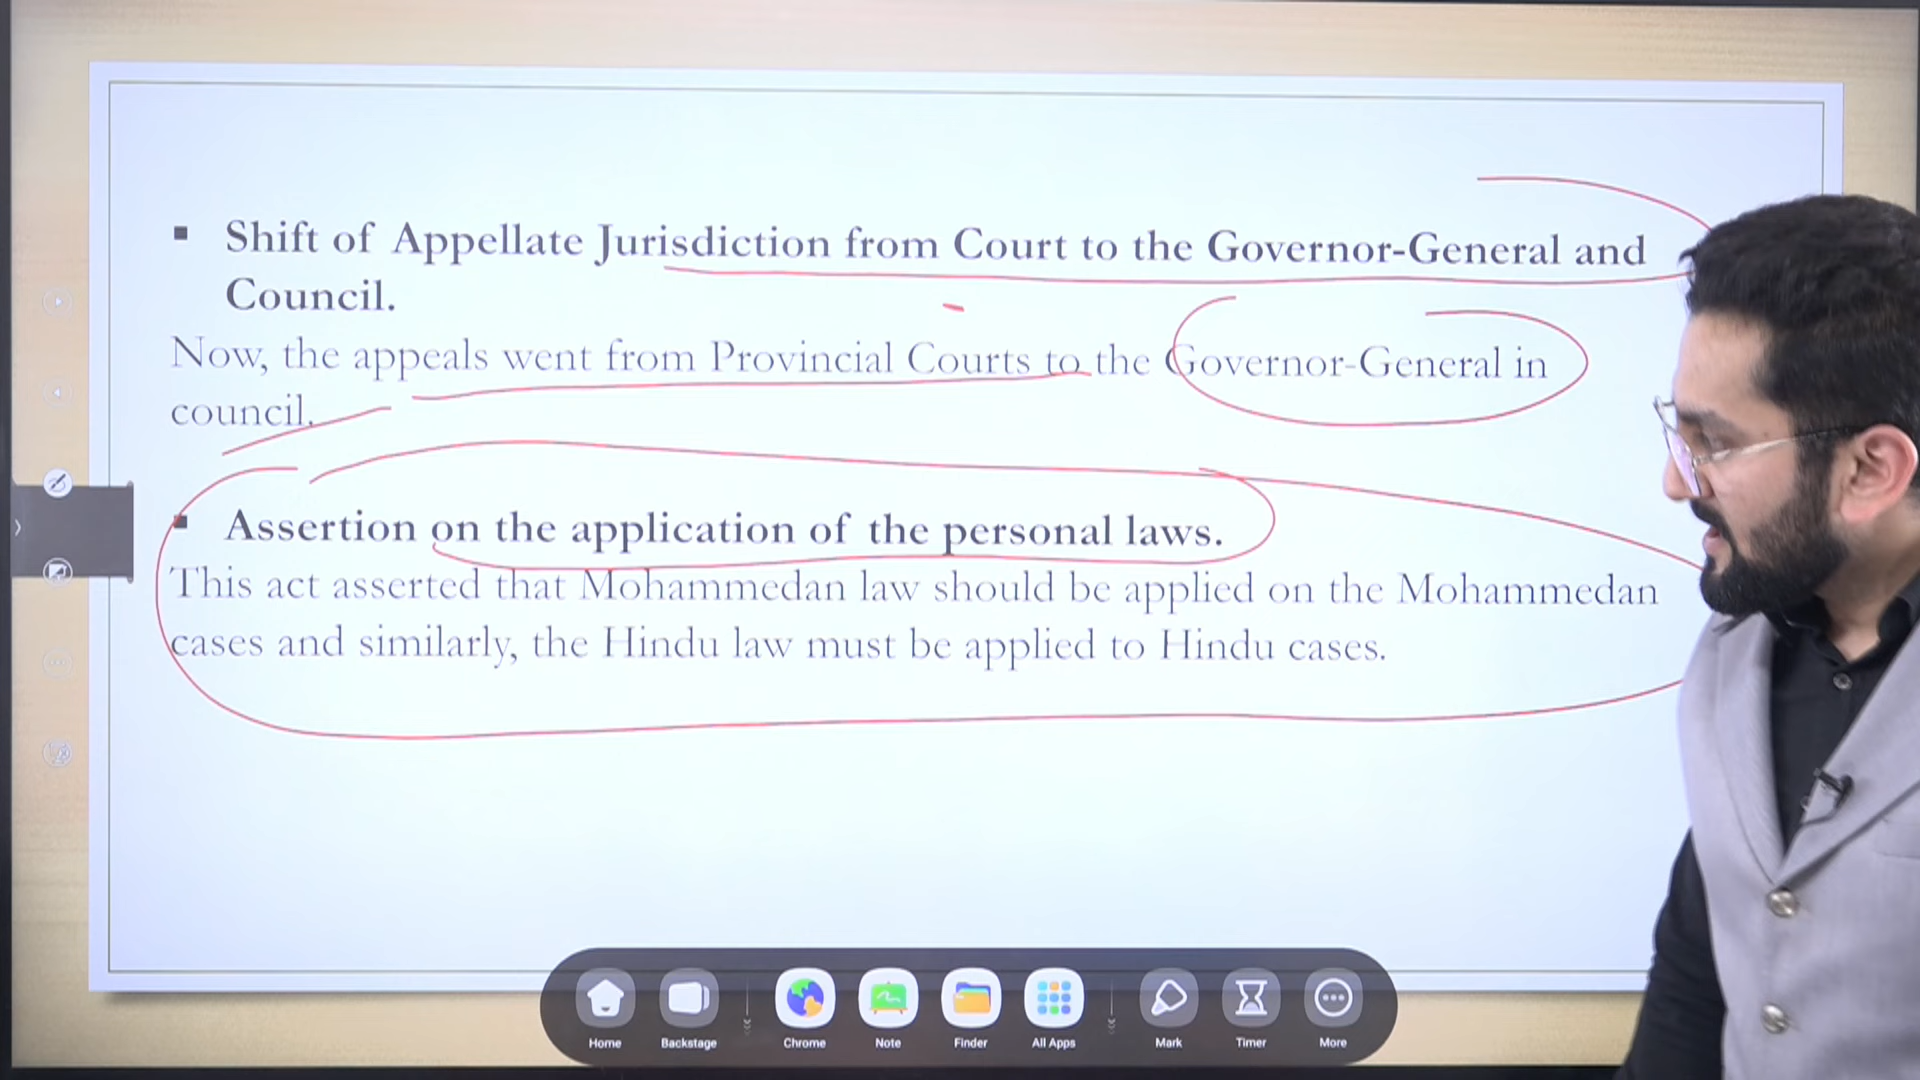 ▪ Shift of Appellate Jurisdiction from Court to the Governor-General and
Council.
Now, the appeals went from Provincial Courts to the Governor-General in
council.
▪ Assertion on the application of the personal laws.
This act asserted that Mohammedan law should be applied on the Mohammedan
cases and similarly, the Hindu law must be applied to Hindu cases.
Home Backstage Chrome Note Finder All Apps Mark Timer More